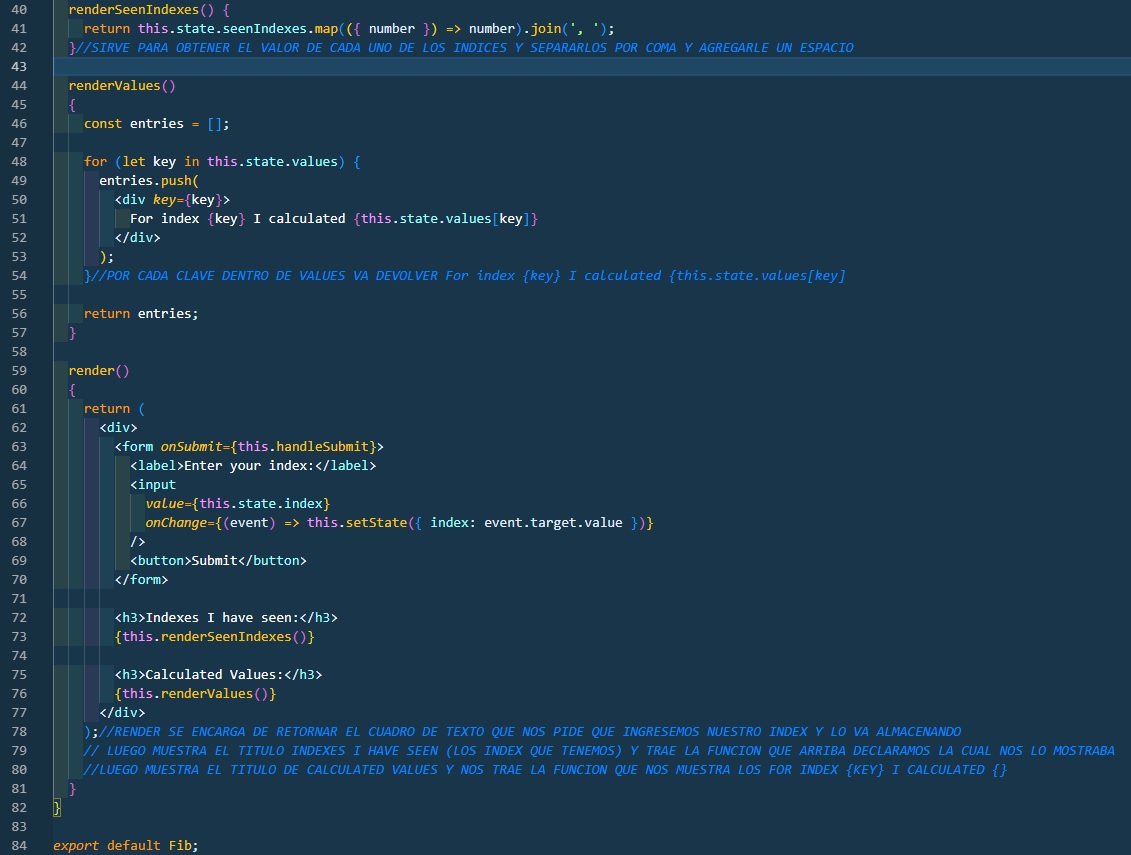 40 renderSeenIndexes() {
41 return this.state.seenIndexes.map(({ number }) => number).join(', ');
42 }//SIRVE PARA OBTENER EL VALOR DE CADA UNO DE LOS INDICES Y SEPARARLOS POR COMA Y AGREGARLE UN ESPACIO
43
44 renderValues()
45 {
46 const entries = [];
47
48 for (let key in this.state.values) {
49 entries.push(
50 <div key={key}>
51 For index {key} I calculated {this.state.values[key]}
52 </div>
53 );
54 }//POR CADA CLAVE DENTRO DE VALUES VA DEVOLVER For index {key} I calculated {this.state.values[key]
55
56 return entries;
57 }
58
59 render()
60 {
61 return (
62 <div>
63 <form onSubmit={this.handleSubmit}>
64 <label>Enter your index:</label>
65 <input
66 value={this.state.index}
67 onChange={(event) => this.setState({ index: event.target.value })}
68 />
69 <button>Submit</button>
70 </form>
71
72 <h3>Indexes I have seen:</h3>
73 {this.renderSeenIndexes()}
74
75 <h3>Calculated Values:</h3>
76 {this.renderValues()}
77 </div>
78 );//RENDER SE ENCARGA DE RETORNAR EL CUADRO DE TEXTO QUE NOS PIDE QUE INGRESEMOS NUESTRO INDEX Y LO VA ALMACENANDO
79 // LUEGO MUESTRA EL TITULO INDEXES I HAVE SEEN (LOS INDEX QUE TENEMOS) Y TRAE LA FUNCION QUE ARRIBA DECLARAMOS LA CUAL NOS LO MOSTRABA
80 //LUEGO MUESTRA EL TITULO DE CALCULATED VALUES Y NOS TRAE LA FUNCION QUE NOS MUESTRA LOS FOR INDEX {KEY} I CALCULATED {}
81 }
82 }
83
84 export default Fib;